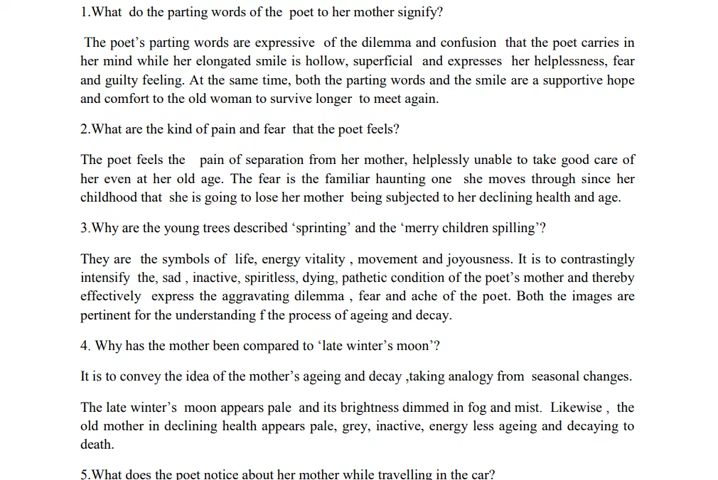 1.What do the parting words of the poet to her mother signify?
The poet's parting words are expressive of the dilemma and confusion that the poet carries in
her mind while her elongated smile is hollow, superficial and expresses her helplessness, fear
and guilty feeling. At the same time, both the parting words and the smile are a supportive hope
and comfort to the old woman to survive longer to meet again.
2.What are the kind of pain and fear that the poet feels?
The poet feels the pain of separation from her mother, helplessly unable to take good care of
her even at her old age. The fear is the familiar haunting one she moves through since her
childhood that she is going to lose her mother being subjected to her declining health and age.
3.Why are the young trees described ‘sprinting’ and the ‘merry children spilling’?
They are the symbols of life, energy vitality , movement and joyousness. It is to contrastingly
intensify the, sad , inactive, spiritless, dying, pathetic condition of the poet's mother and thereby
effectively express the aggravating dilemma , fear and ache of the poet. Both the images are
pertinent for the understanding f the process of ageing and decay.
4. Why has the mother been compared to ‘late winter's moon’?
It is to convey the idea of the mother's ageing and decay ,taking analogy from seasonal changes.
The late winter's moon appears pale and its brightness dimmed in fog and mist. Likewise , the
old mother in declining health appears pale, grey, inactive, energy less ageing and decaying to
death.
5.What does the poet notice about her mother while travelling in the car?